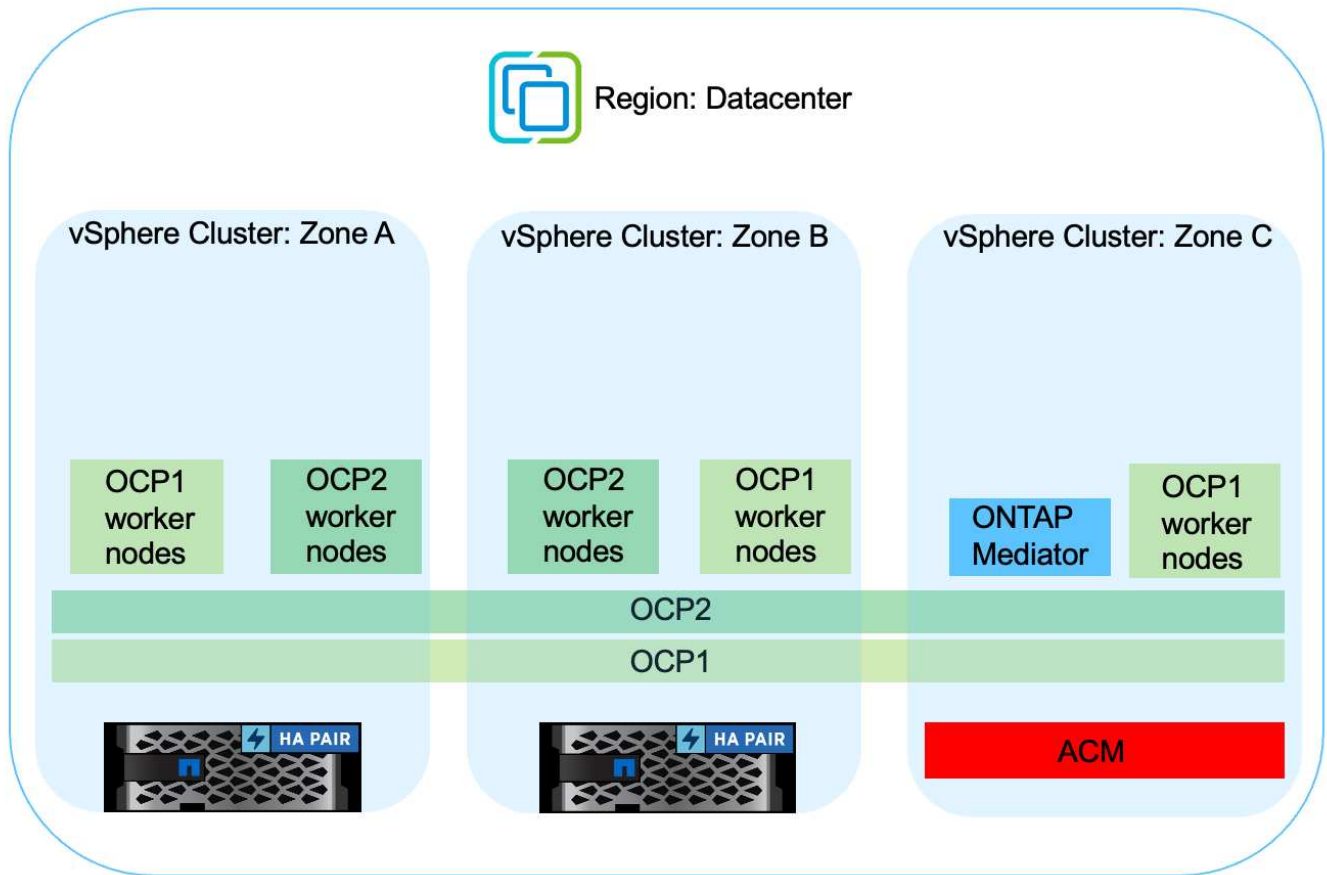 Region: Datacenter
vSphere Cluster: Zone A
vSphere Cluster: Zone B
vSphere Cluster: Zone C
OCP1
worker
nodes
OCP2
worker
nodes
OCP2
worker
nodes
OCP1
worker
nodes
ONTAP
Mediator
OCP1
worker
nodes
OCP2
OCP1
HA PAIR
HA PAIR
ACM